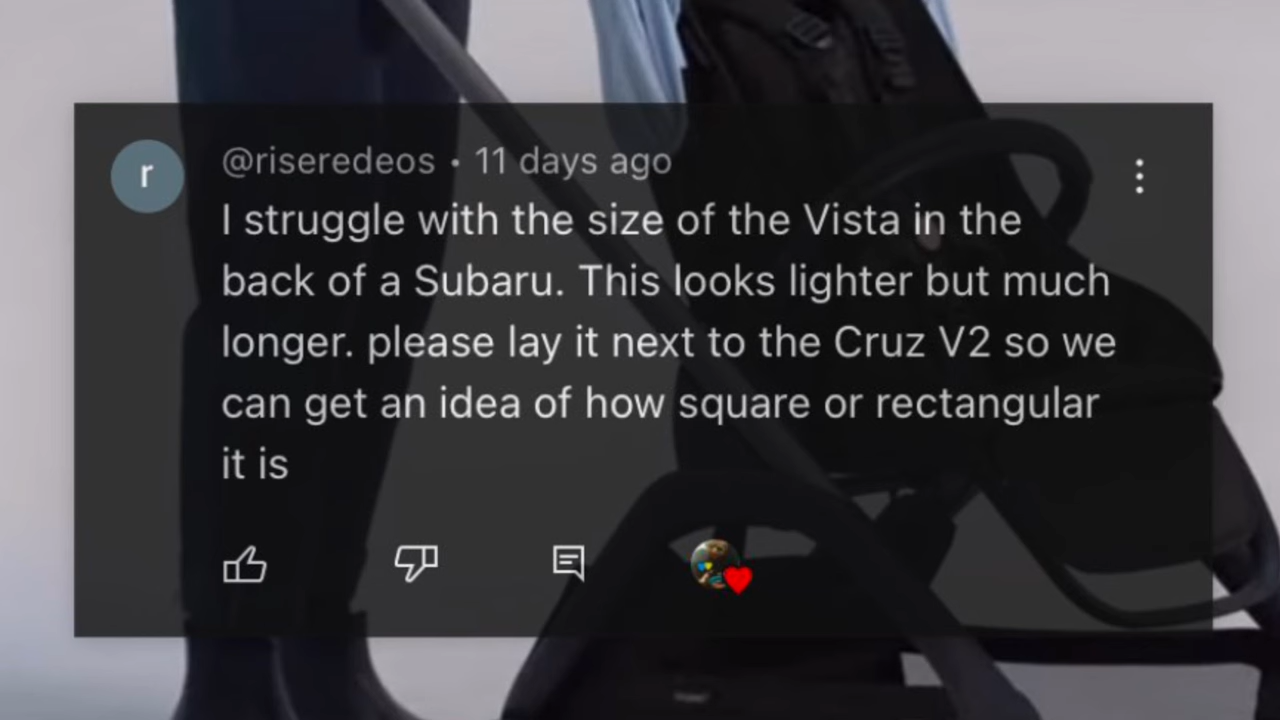 r
@riseredeos • 11 days ago
I struggle with the size of the Vista in the
back of a Subaru. This looks lighter but much
longer. please lay it next to the Cruz V2 so we
can get an idea of how square or rectangular
it is